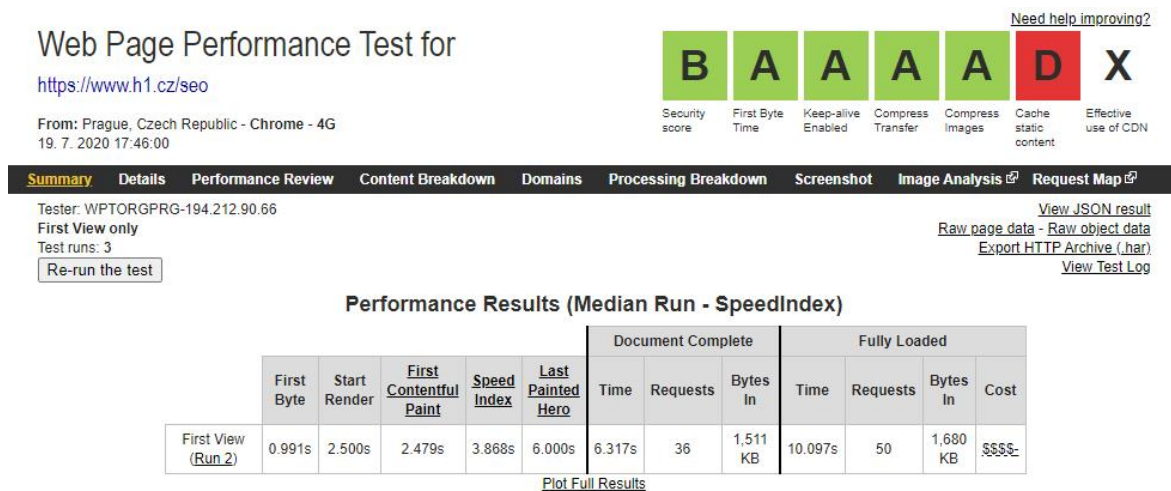 Need help improving?
Web Page Performance Test for
https://www.h1.cz/seo
From: Prague, Czech Republic - Chrome - 4G
19. 7. 2020 17:46:00
B A A A A D X
Security score
First Byte Time
Keep-alive Enabled
Compress Transfer
Compress Images
Cache static content
Effective use of CDN
Summary Details Performance Review Content Breakdown Domains Processing Breakdown Screenshot Image Analysis Request Map
Tester: WPTORGPRG-194.212.90.66
First View only
Test runs: 3
Re-run the test
View JSON result
Raw page data - Raw object data
Export HTTP Archive (.har)
View Test Log
Performance Results (Median Run - SpeedIndex)
Document Complete Fully Loaded
First Byte Start Render First Contentful Paint Speed Index Last Painted Hero Time Requests Bytes In Time Requests Bytes In Cost
First View (Run 2) 0.991s 2.500s 2.479s 3.868s 6.000s 6.317s 36 1,511 KB 10.097s 50 1,680 KB $$$$-
Plot Full Results